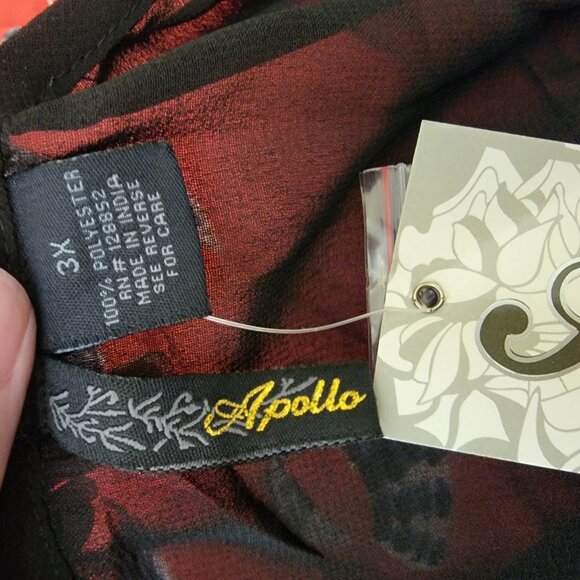 3X
100% POLYESTER
RN# 128852
MADE IN INDIA
SEE REVERSE
FOR CARE
Apollo